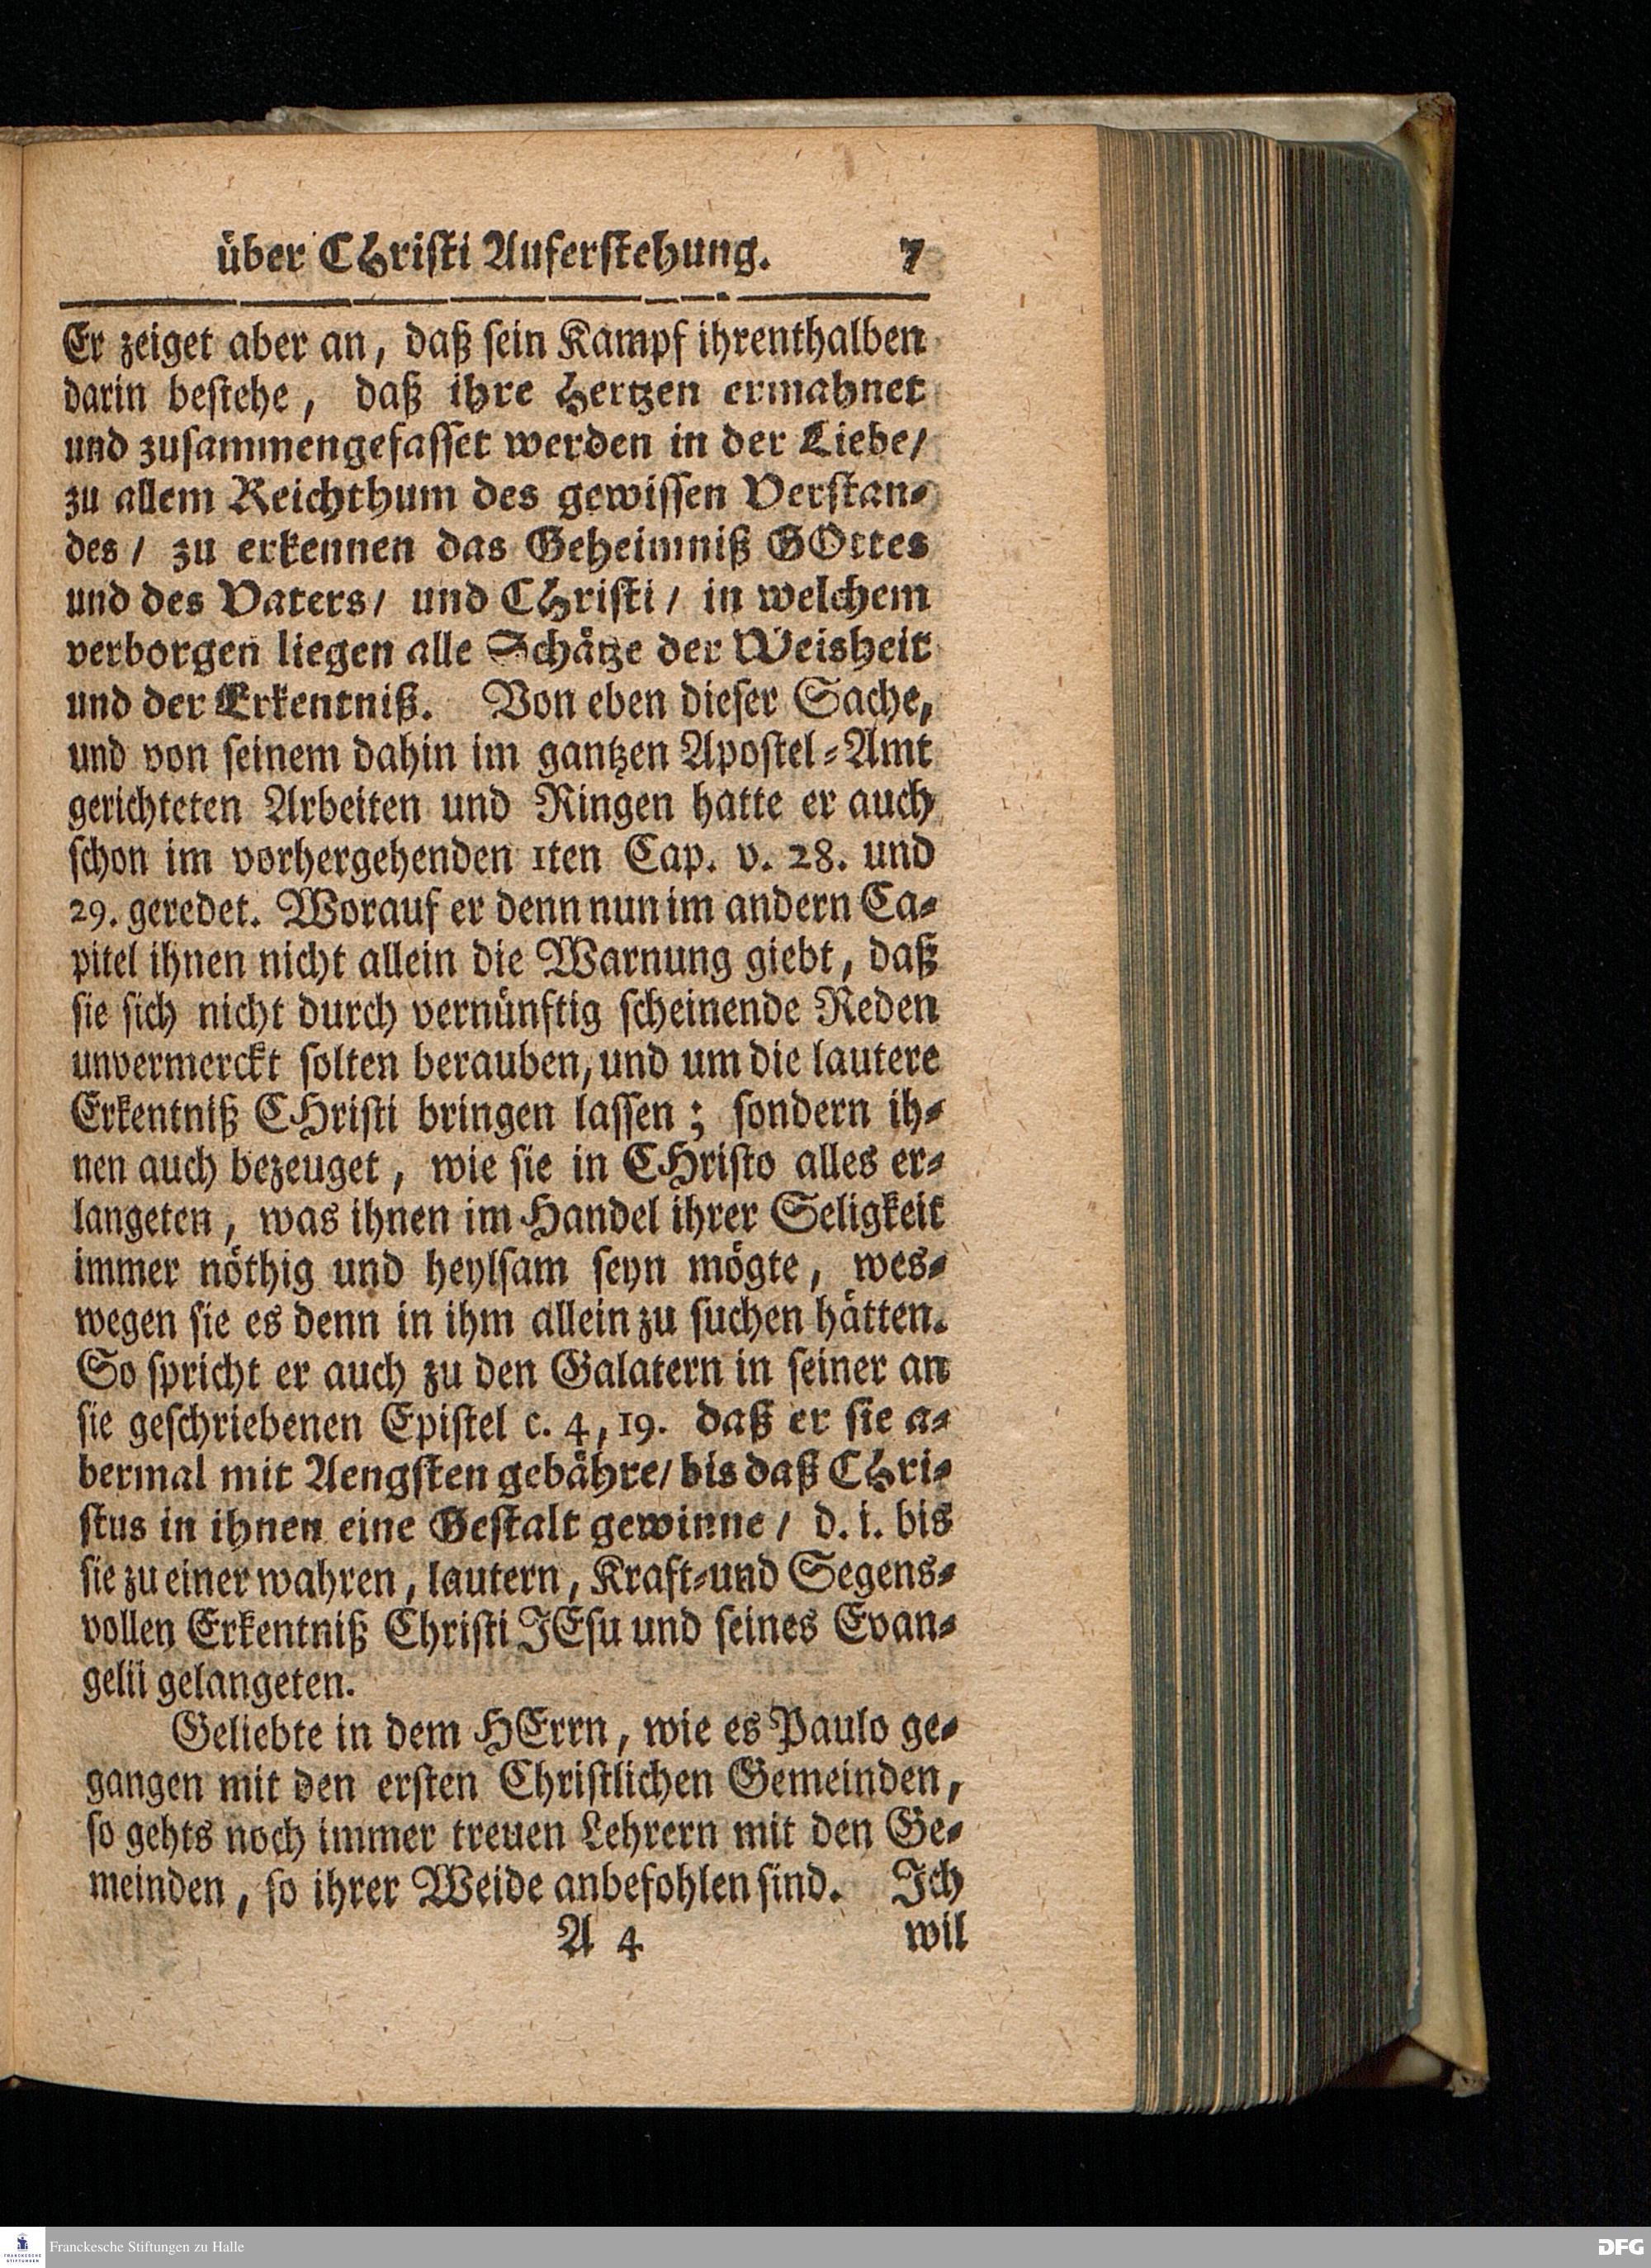 über CHristi Auferstehung. 7
Er zeiget aber an, daß sein Kampf ihrenthalben
darin bestehe, daß ihre Hertzen ermahnet
und zusammengefasset werden in der Liebe/
zu allem Reichthum des gewissen Verstan-
des/ zu erkennen das Geheimniß GOttes
und des Vaters/ und CHristi/ in welchem
verborgen liegen alle Schätze der Weisheit
und der Erkentniß. Von eben dieser Sache,
und von seinem dahin im gantzen Apostel-Amt
gerichteten Arbeiten und Ringen hatte er auch
schon im vorhergehenden 1ten Cap. v. 28. und
29. geredet. Worauf er denn nun im andern Ca-
pitel ihnen nicht allein die Warnung giebt, daß
sie sich nicht durch vernünftig scheinende Reden
unvermerckt solten berauben, und um die lautere
Erkentniß CHristi bringen lassen; sondern ih-
nen auch bezeuget, wie sie in CHristo alles er-
langeten, was ihnen im Handel ihrer Seligkeit
immer nöthig und heylsam seyn mögte, wes-
wegen sie es denn in ihm allein zu suchen hätten.
So spricht er auch zu den Galatern in seiner an
sie geschriebenen Epistel c. 4, 19. daß er sie a-
bermal mit Aengsten gebähre/ bis daß CHri-
stus in ihnen eine Gestalt gewinne/ d. i. bis
sie zu einer wahren, lautern, Kraft-und Segens-
vollen Erkentniß Christi JEsu und seines Evan-
gelii gelangeten.
Geliebte in dem HErrn, wie es Paulo ge-
gangen mit den ersten Christlichen Gemeinden,
so gehts noch immer treuen Lehrern mit den Ge-
meinden, so ihrer Weide anbefohlen sind. Ich
A 4 wil
FRANCKESCHE STIFTUNGEN
Franckesche Stiftungen zu Halle
DFG